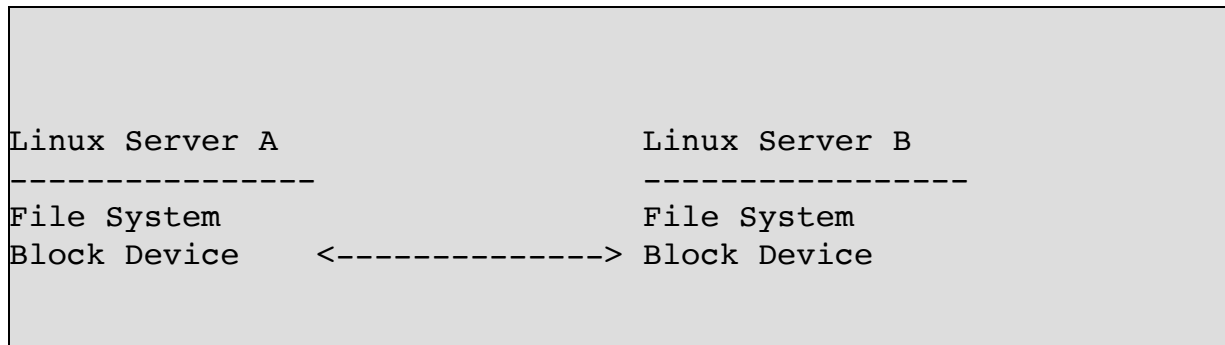 Linux Server A                   Linux Server B
----------------                 -----------------
File System                      File System
Block Device    <--------------> Block Device